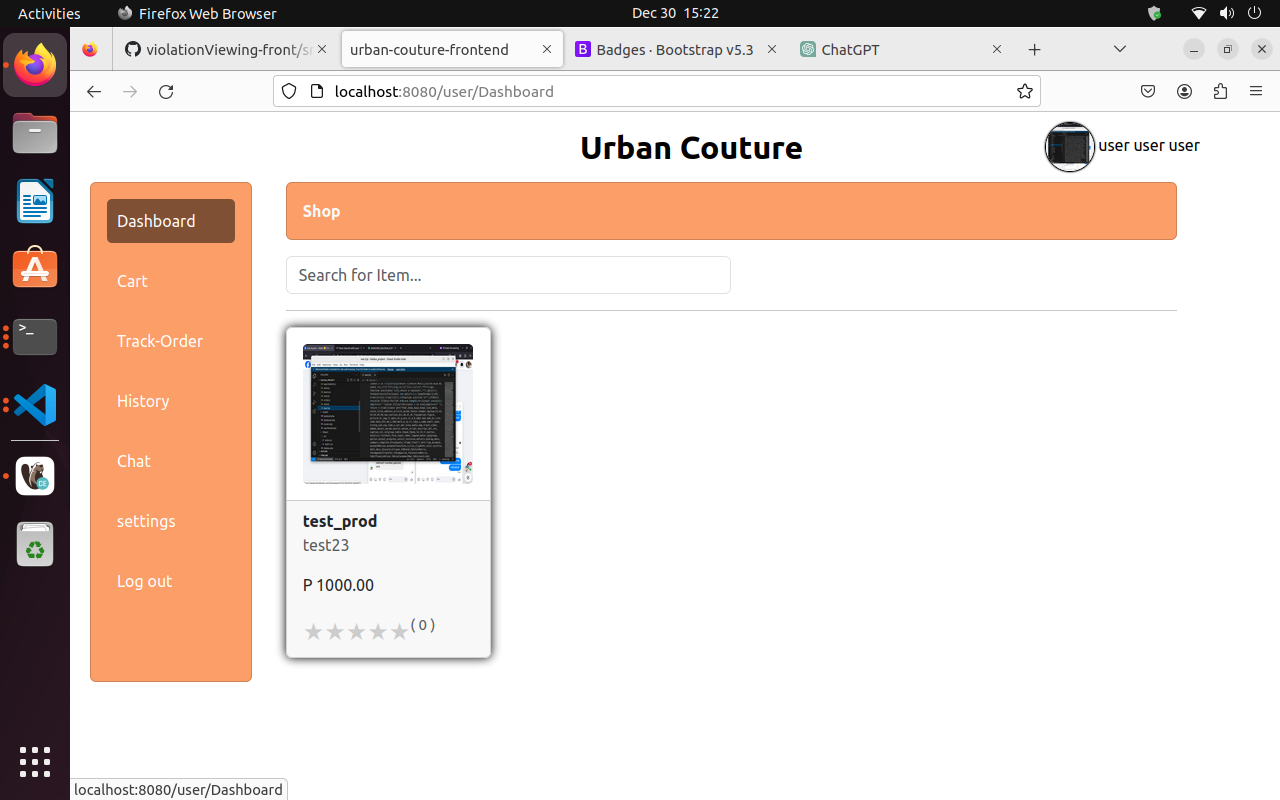 Activities
Firefox Web Browser
Dec 30 15:22
violationViewing-front/sr
urban-couture-frontend
Badges · Bootstrap v5.3
ChatGPT
localhost:8080/user/Dashboard
Urban Couture
user user user
Dashboard
Cart
Track-Order
History
Chat
settings
Log out
Shop
Search for Item...
test_prod
test23
P 1000.00
( 0 )
localhost:8080/user/Dashboard